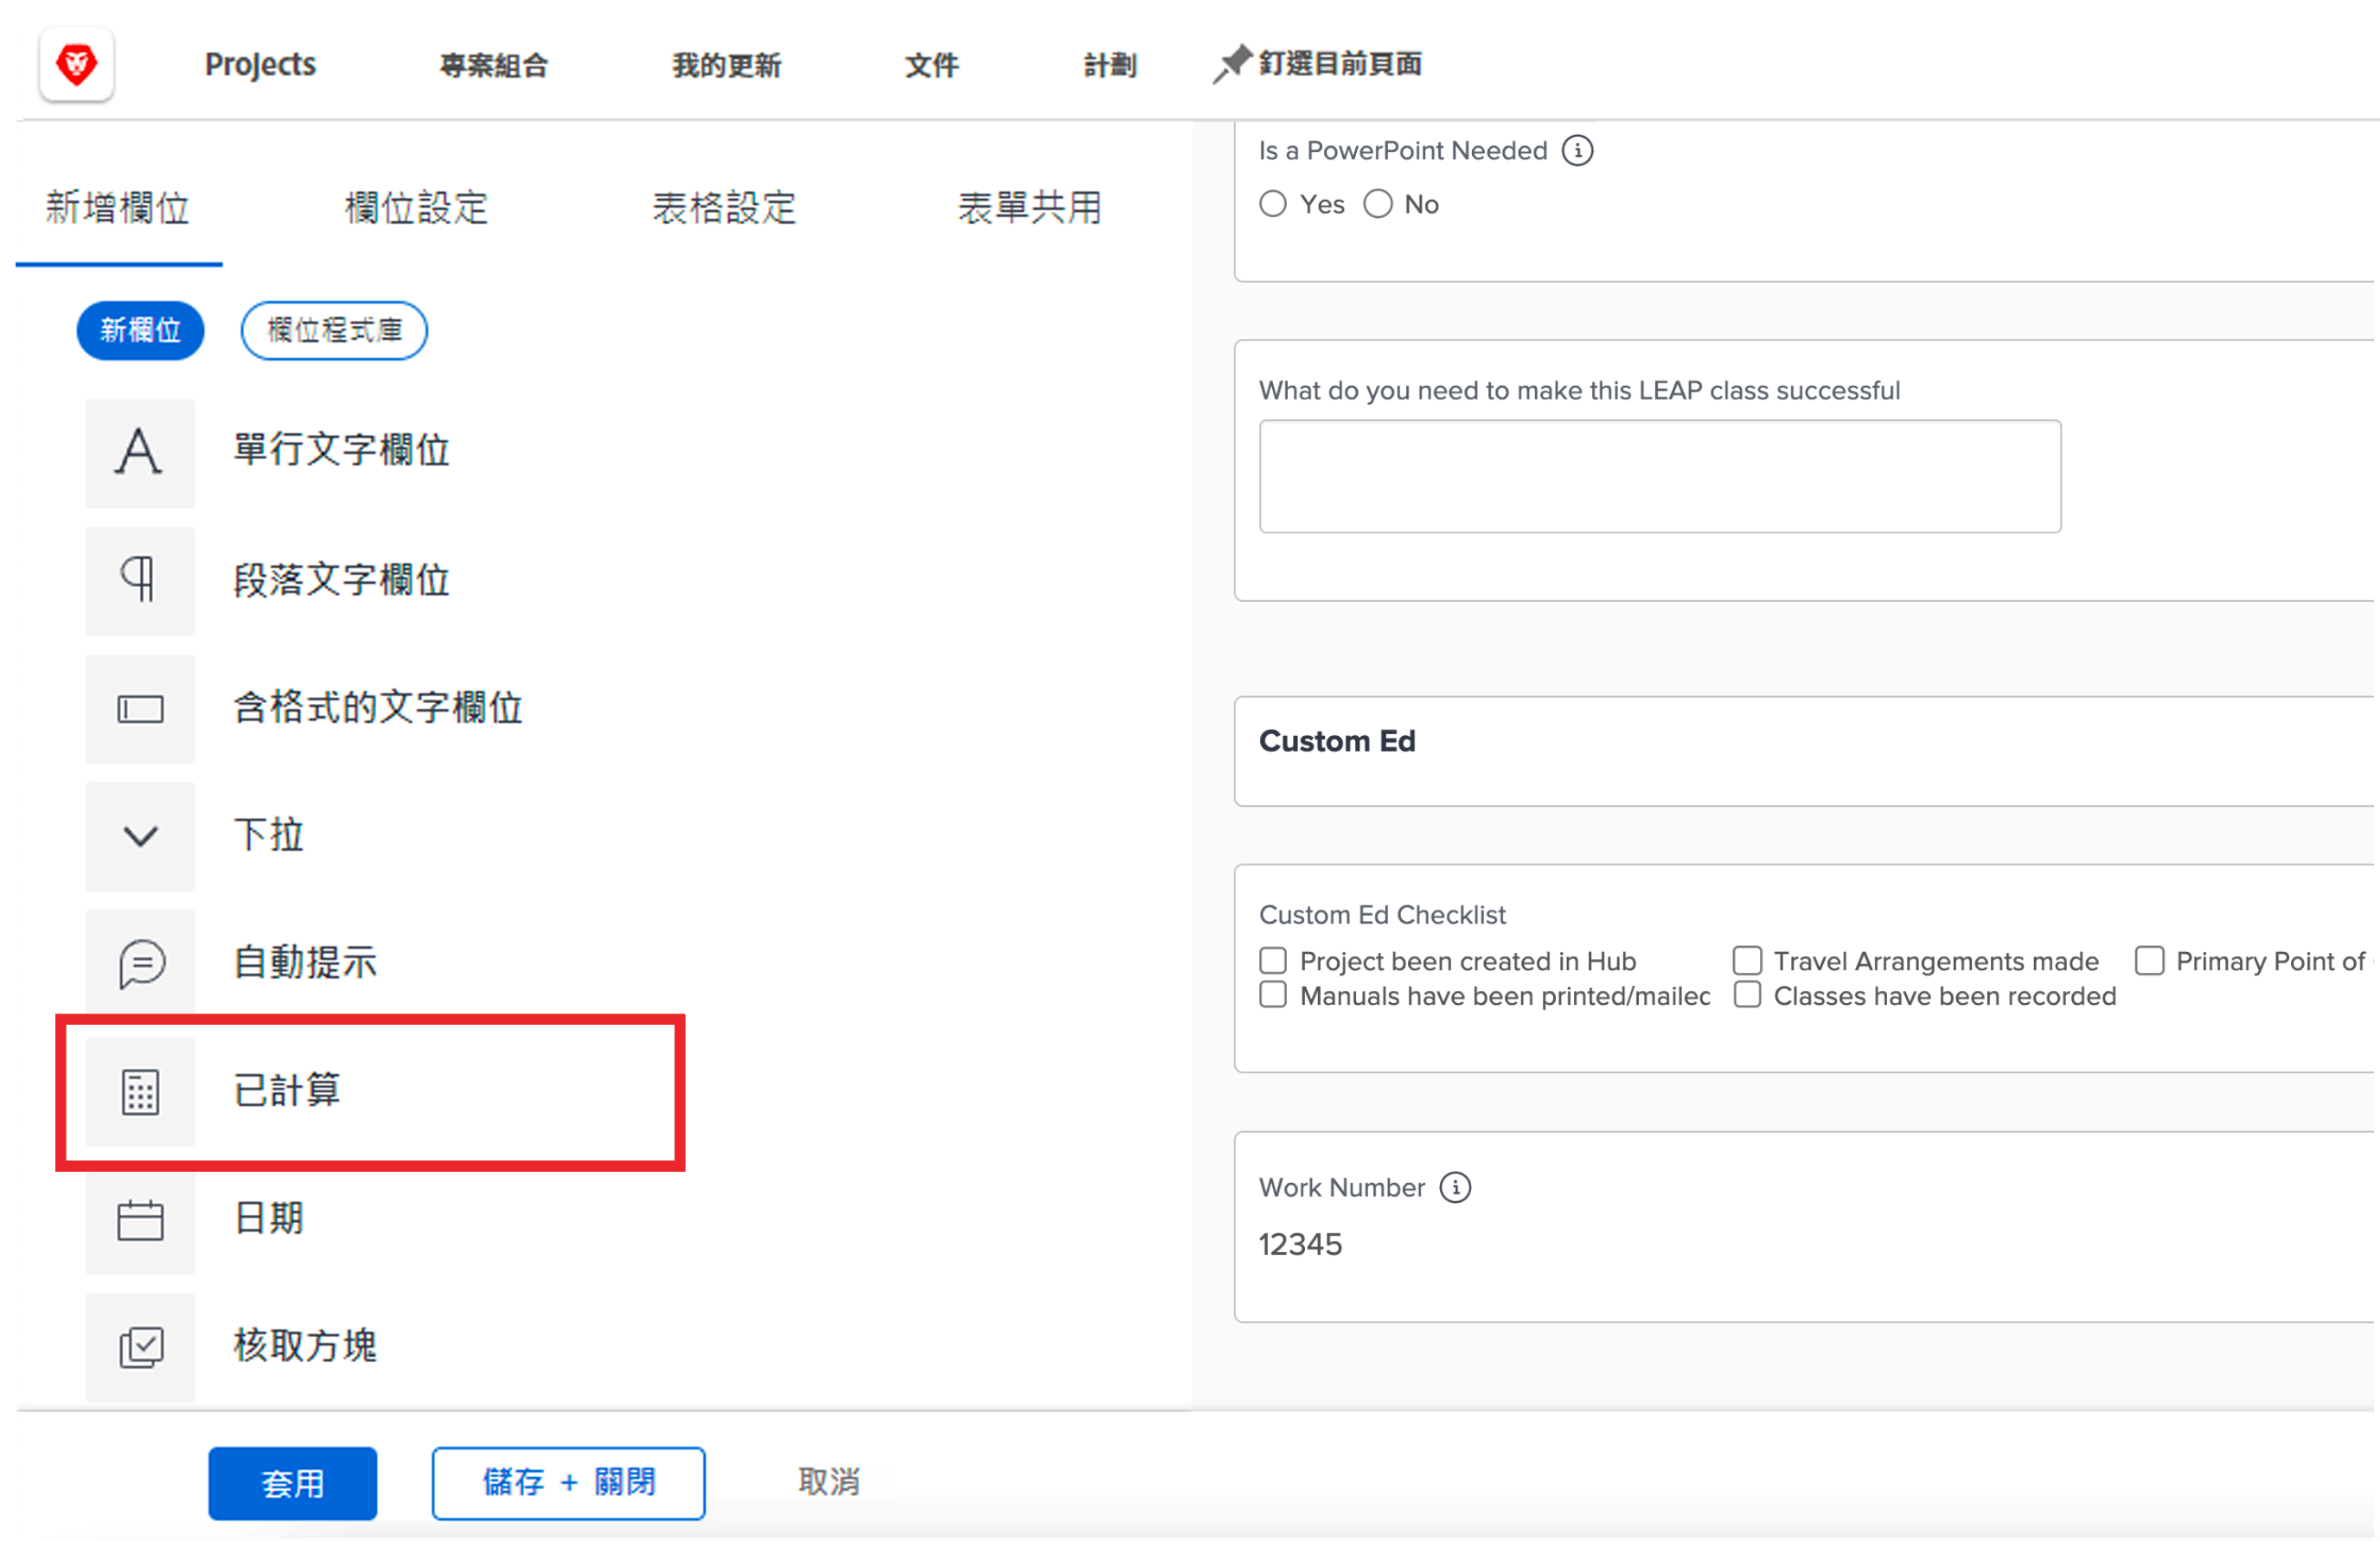 Projects 專案組合 我的更新 文件 計劃 釘選目前頁面
新增欄位 欄位設定 表格設定 表單共用
新欄位 欄位程式庫
單行文字欄位
段落文字欄位
含格式的文字欄位
下拉
自動提示
已計算
日期
核取方塊
套用 儲存 + 關閉 取消
Is a PowerPoint Needed
Yes No
What do you need to make this LEAP class successful
Custom Ed
Custom Ed Checklist
Project been created in Hub Travel Arrangements made Primary Point of
Manuals have been printed/mailec Classes have been recorded
Work Number
12345